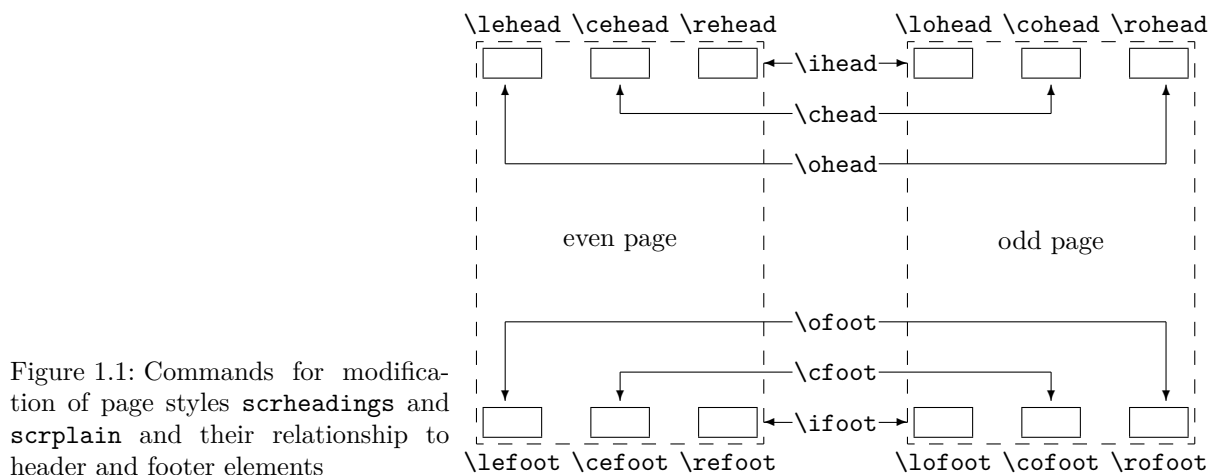 \lehead \cehead \rehead \lohead \cohead \rohead
\ihead
\chead
\ohead
even page odd page
\ofoot
\cfoot
\ifoot
\lefoot \cefoot \refoot \lofoot \cofoot \rofoot
Figure 1.1: Commands for modifica-
tion of page styles scrheadings and
scrplain and their relationship to
header and footer elements